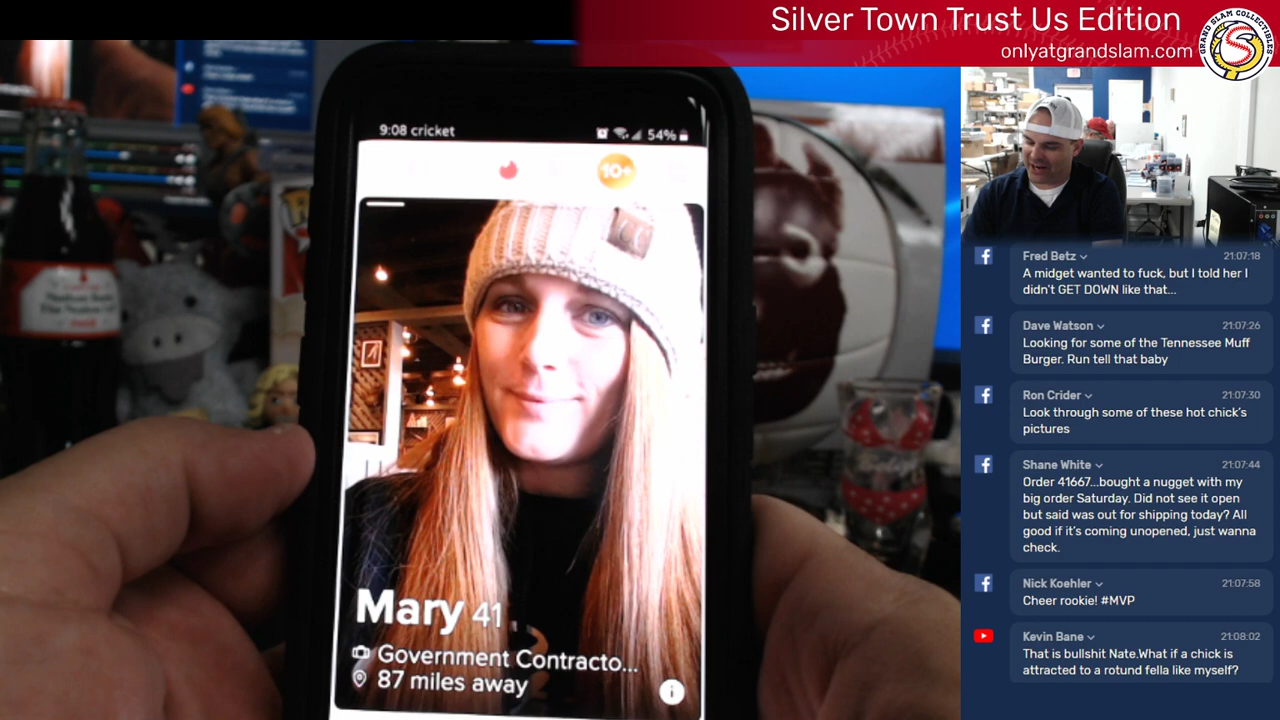 Silver Town Trust Us Edition
onlyatgrandslam.com
GRAND SLAM COLLECTIBLES
S
9:08 cricket
54%
10+
Mary 41
Government Contracto...
87 miles away
Fred Betz
21:07:18
A midget wanted to fuck, but I told her I
didn't GET DOWN like that...
Dave Watson
21:07:26
Looking for some of the Tennessee Muff
Burger. Run tell that baby
Ron Crider
21:07:30
Look through some of these hot chick's
pictures
Shane White
21:07:44
Order 41667...bought a nugget with my
big order Saturday. Did not see it open
but said was out for shipping today? All
good if it's coming unopened, just wanna
check.
Nick Koehler
21:07:58
Cheer rookie! #MVP
Kevin Bane
21:08:02
That is bullshit Nate.What if a chick is
attracted to a rotund fella like myself?